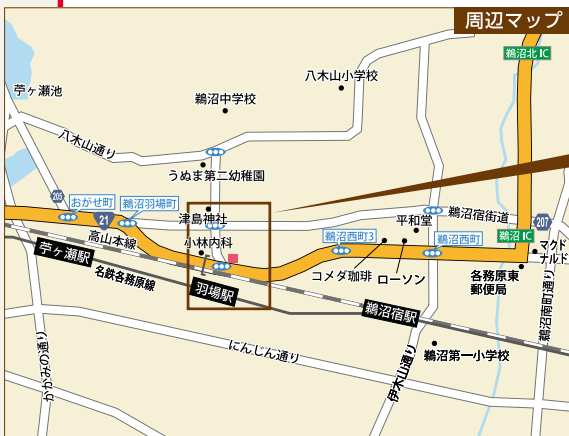 周辺マップ
鵜沼北IC
苧ヶ瀬池
八木山小学校
鵜沼中学校
八木山通り
うぬま第二幼稚園
205
おがせ町
21
鵜沼羽場町
津島神社
平和堂
鵜沼宿街道
207
高山本線
小林内科
鵜沼西町3
鵜沼西町
鵜沼IC
マクド
ナルド
苧ヶ瀬駅
名鉄各務原線
コメダ珈琲
ローソン
各務原東
郵便局
羽場駅
鵜沼宿駅
鵜沼南町通り
かがみの通り
にんじん通り
伊木山通り
鵜沼第一小学校